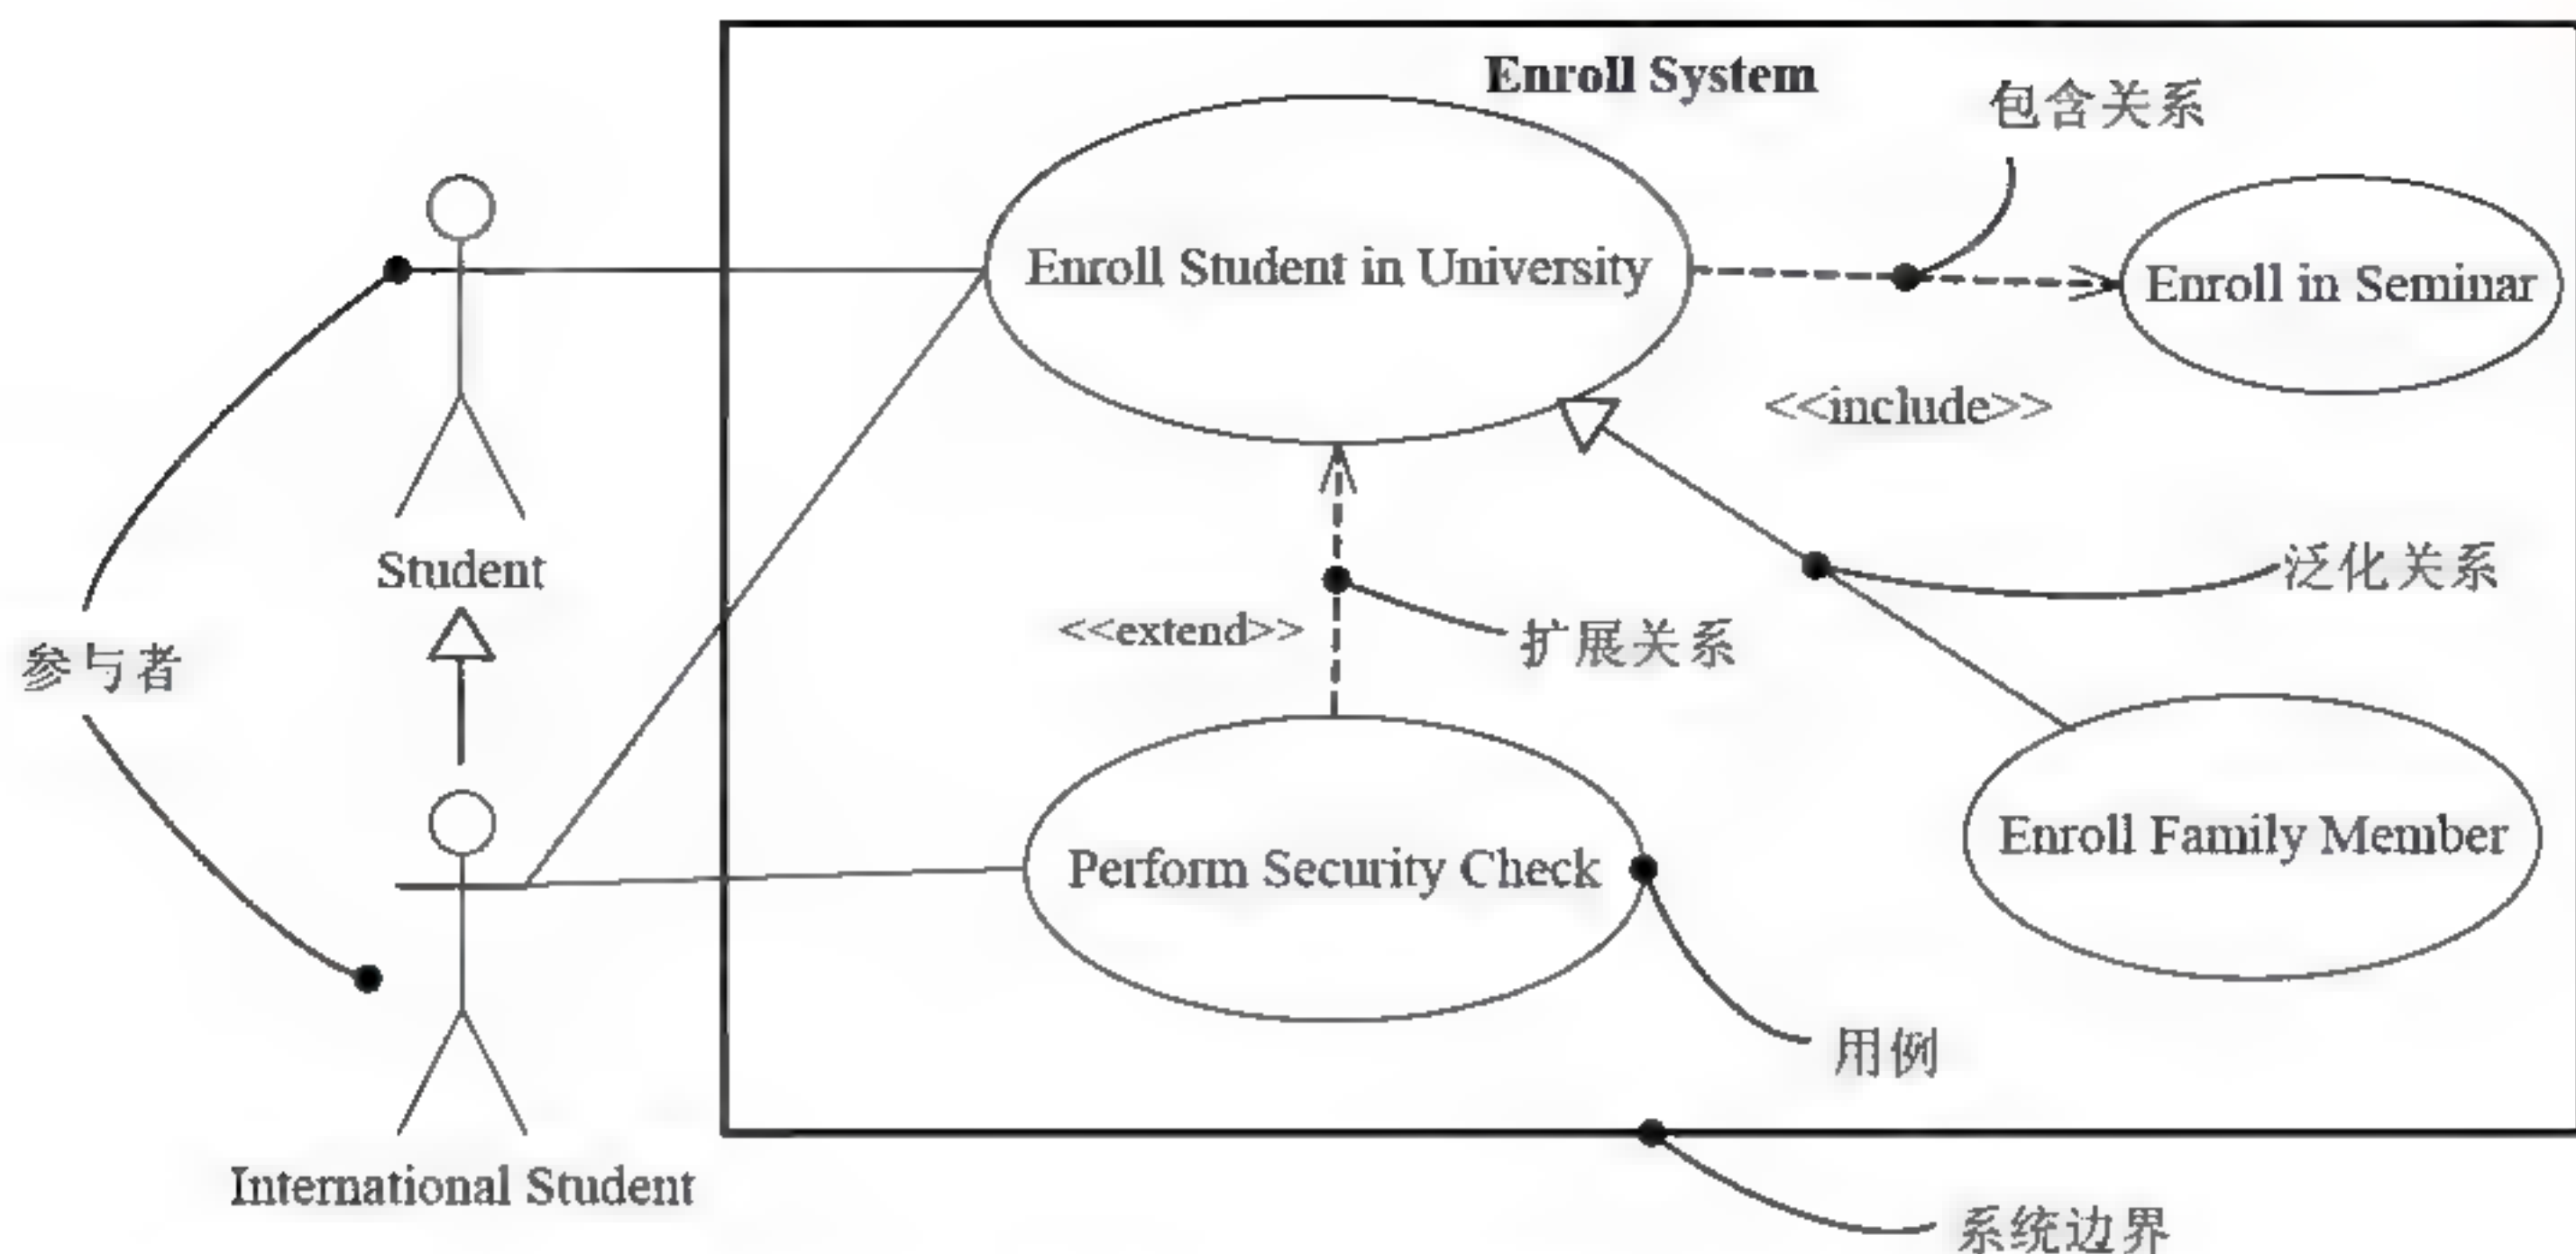 Enroll System
包含关系
Enroll Student in University
Enroll in Seminar
<<include>>
Student
泛化关系
<<extend>>
扩展关系
参与者
Enroll Family Member
Perform Security Check
用例
International Student
系统边界